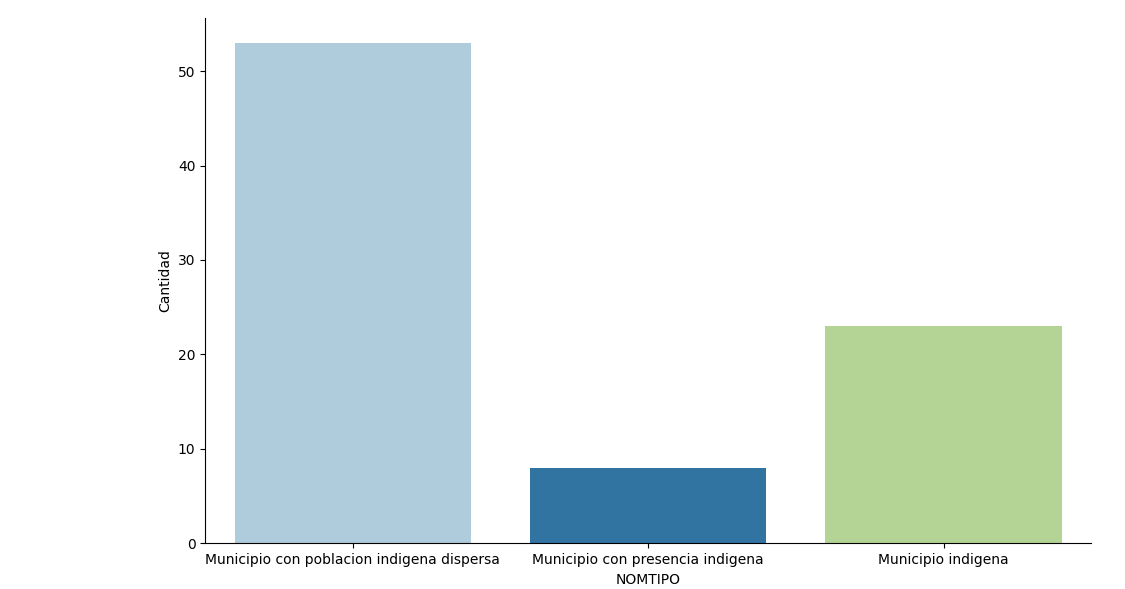 50
40
30
20
10
0
Cantidad
Municipio con poblacion indigena dispersa
Municipio con presencia indigena
Municipio indigena
NOMTIPO